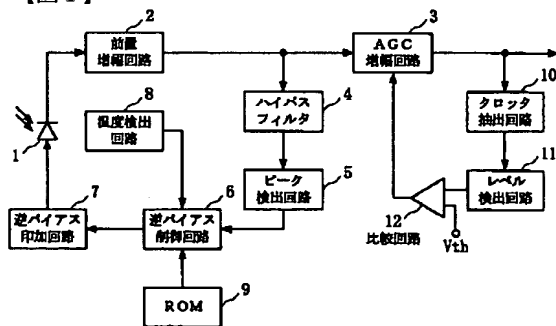 【図1】
2
前置
増幅回路
3
AGC
増幅回路
8
温度検出
回路
4
ハイパス
フィルタ
10
クロック
抽出回路
1
7
逆バイアス
印加回路
6
逆バイアス
制御回路
5
ピーク
検出回路
11
レベル
検出回路
12
比較回路
Vth
ROM
9